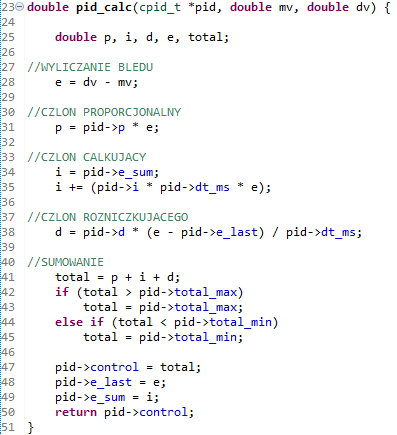 23 double pid_calc(cpid_t *pid, double mv, double dv) {
24
25 double p, i, d, e, total;
26
27 //WYLICZANIE BLEDU
28 e = dv - mv;
29
30 //CZLON PROPORCJONALNY
31 p = pid->p * e;
32
33 //CZLON CALKUJACY
34 i = pid->e_sum;
35 i += (pid->i * pid->dt_ms * e);
36
37 //CZLON ROZNICZKUJACEGO
38 d = pid->d * (e - pid->e_last) / pid->dt_ms;
39
40 //SUMOWANIE
41 total = p + i + d;
42 if (total > pid->total_max)
43 total = pid->total_max;
44 else if (total < pid->total_min)
45 total = pid->total_min;
46
47 pid->control = total;
48 pid->e_last = e;
49 pid->e_sum = i;
50 return pid->control;
51 }